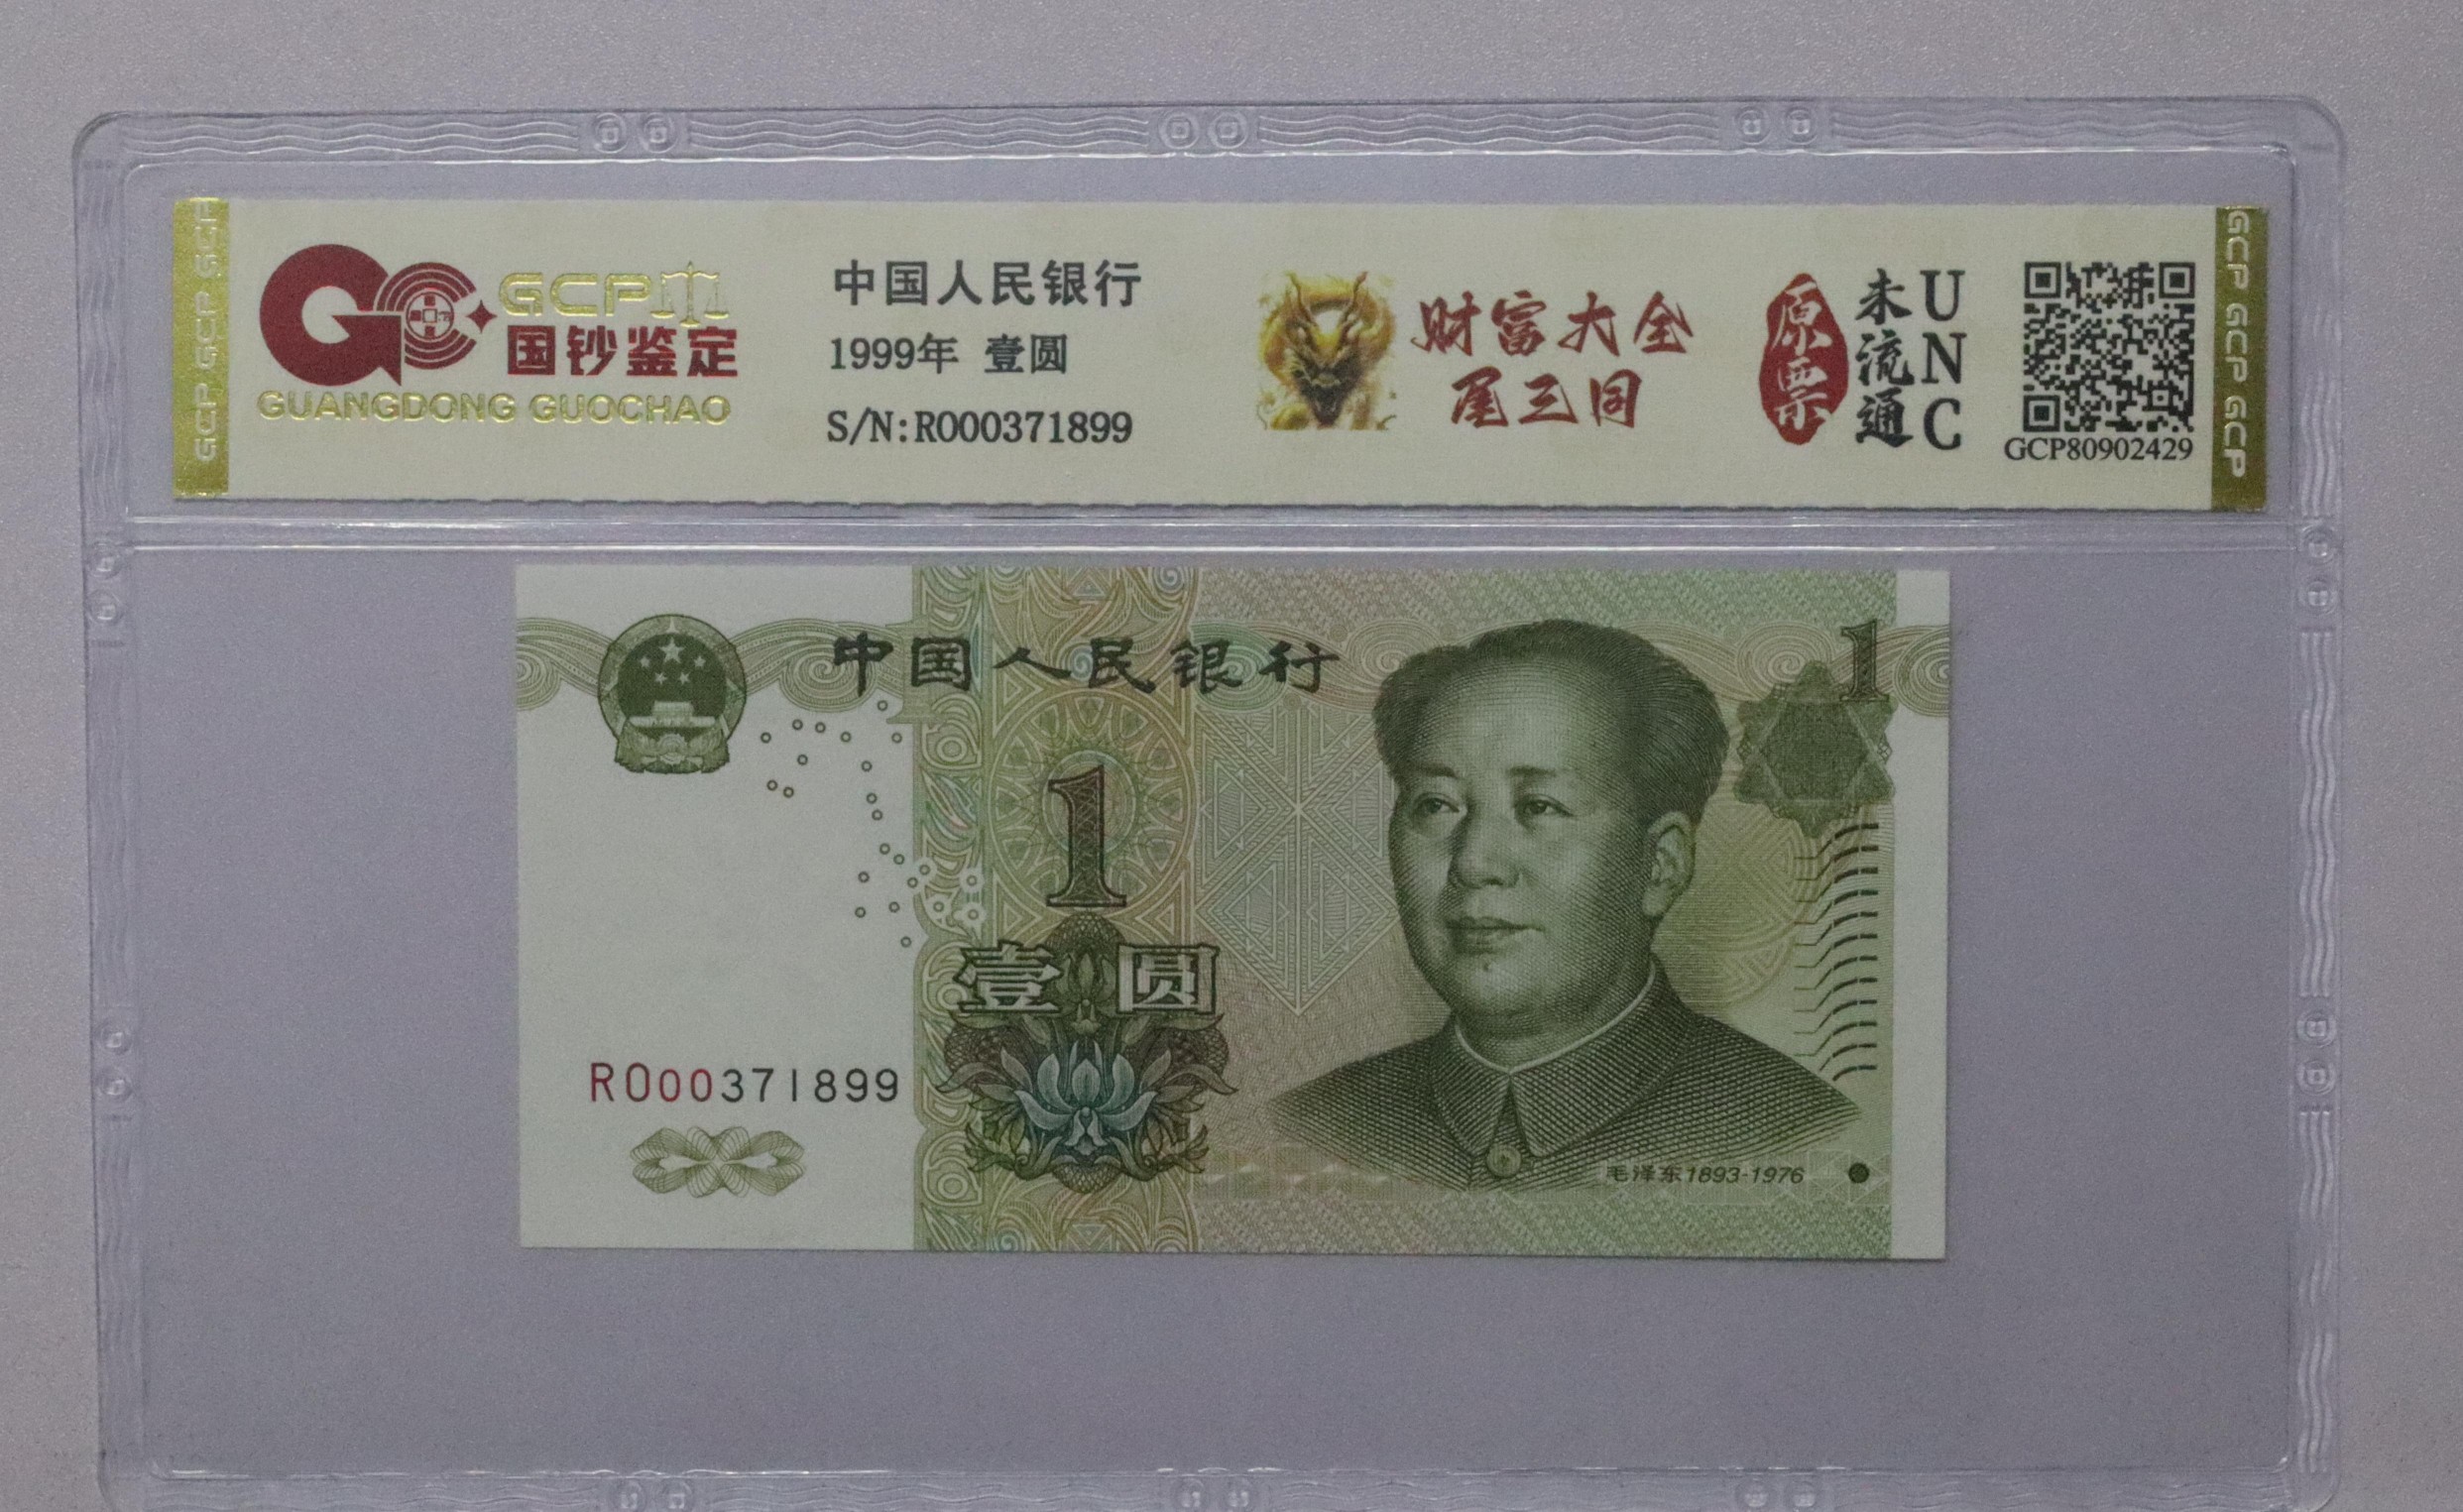 GCP GCP GCP
GCP
国钞鉴定
GUANGDONG GUOCHAO
中国人民银行
1999年 壹圆
S/N:RO00371899
财富大全
尾三同
原票
未流通
UNC
GCP80902429
GCP GCP GCP
中国人民银行
1
1
壹圆
RO00371899
毛泽东1893-1976